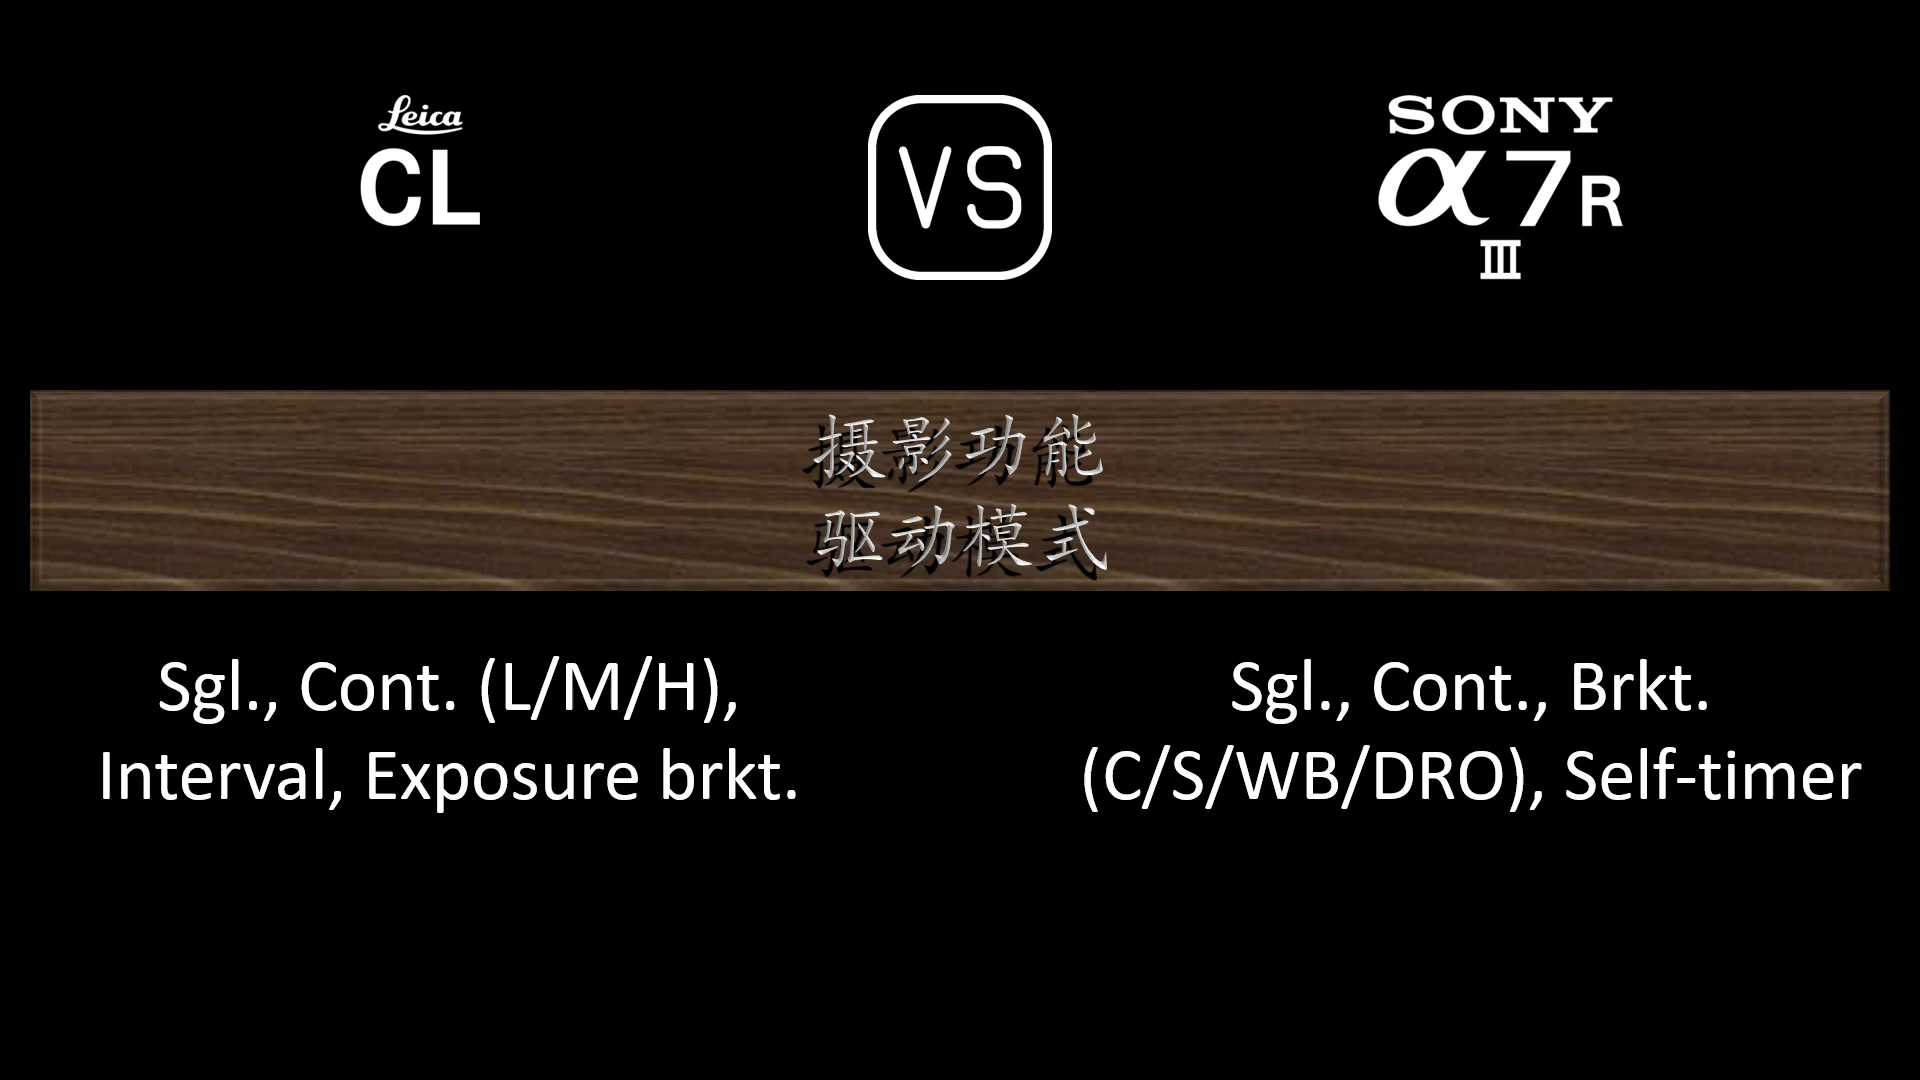 Leica
CL
VS
SONY
α7R
III
摄影功能
驱动模式
Sgl., Cont. (L/M/H),
Interval, Exposure brkt.
Sgl., Cont., Brkt.
(C/S/WB/DRO), Self-timer